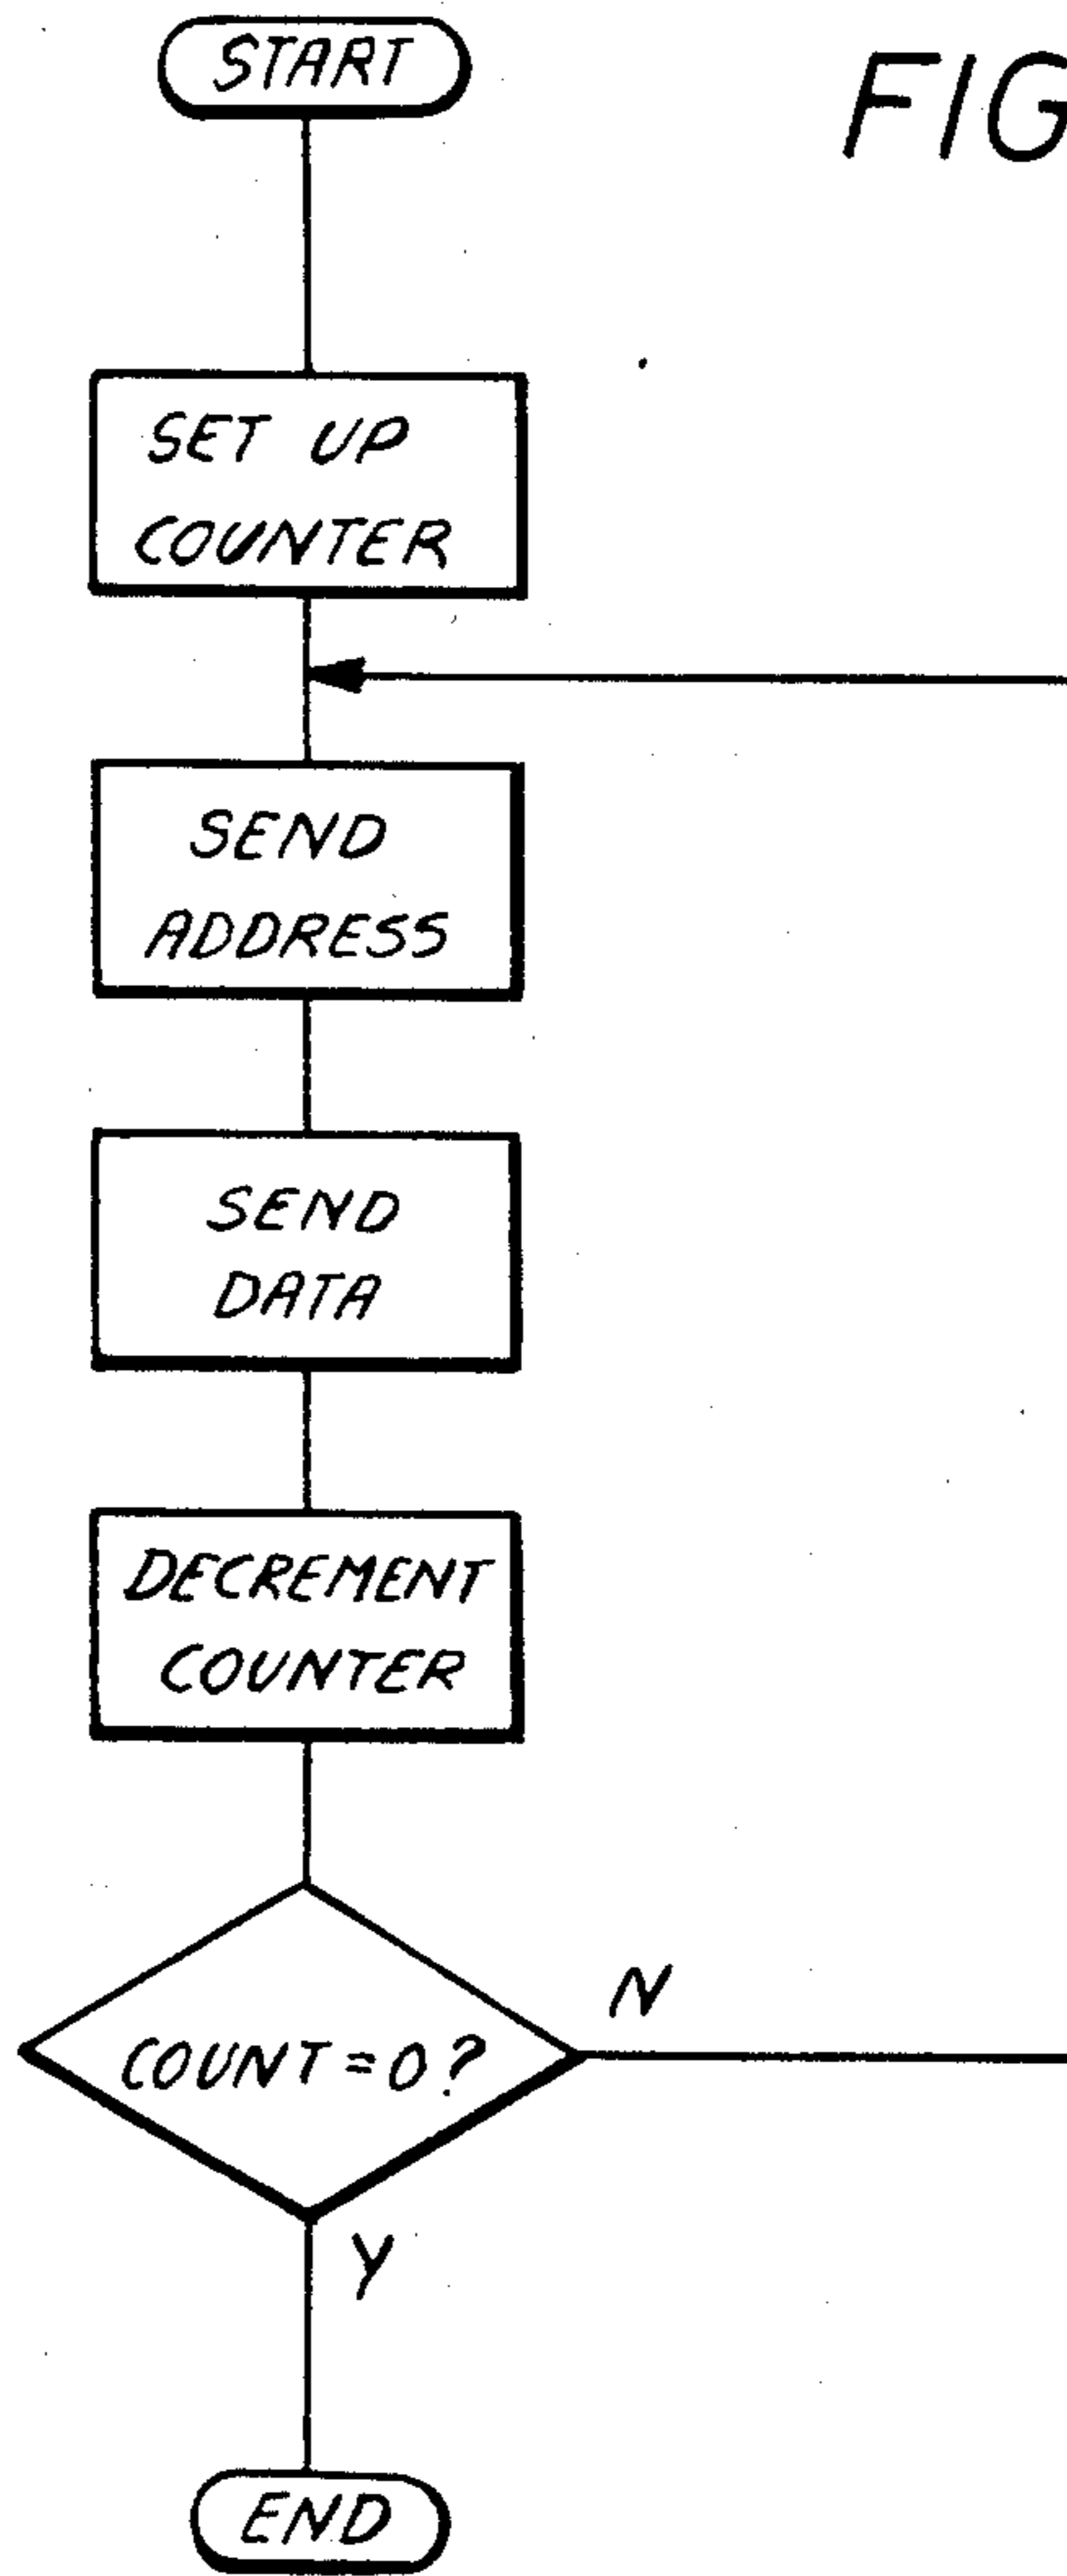 START
FIG
SET UP
COUNTER
SEND
ADDRESS
SEND
DATA
DECREMENT
COUNTER
N
COUNT=0?
Y
END